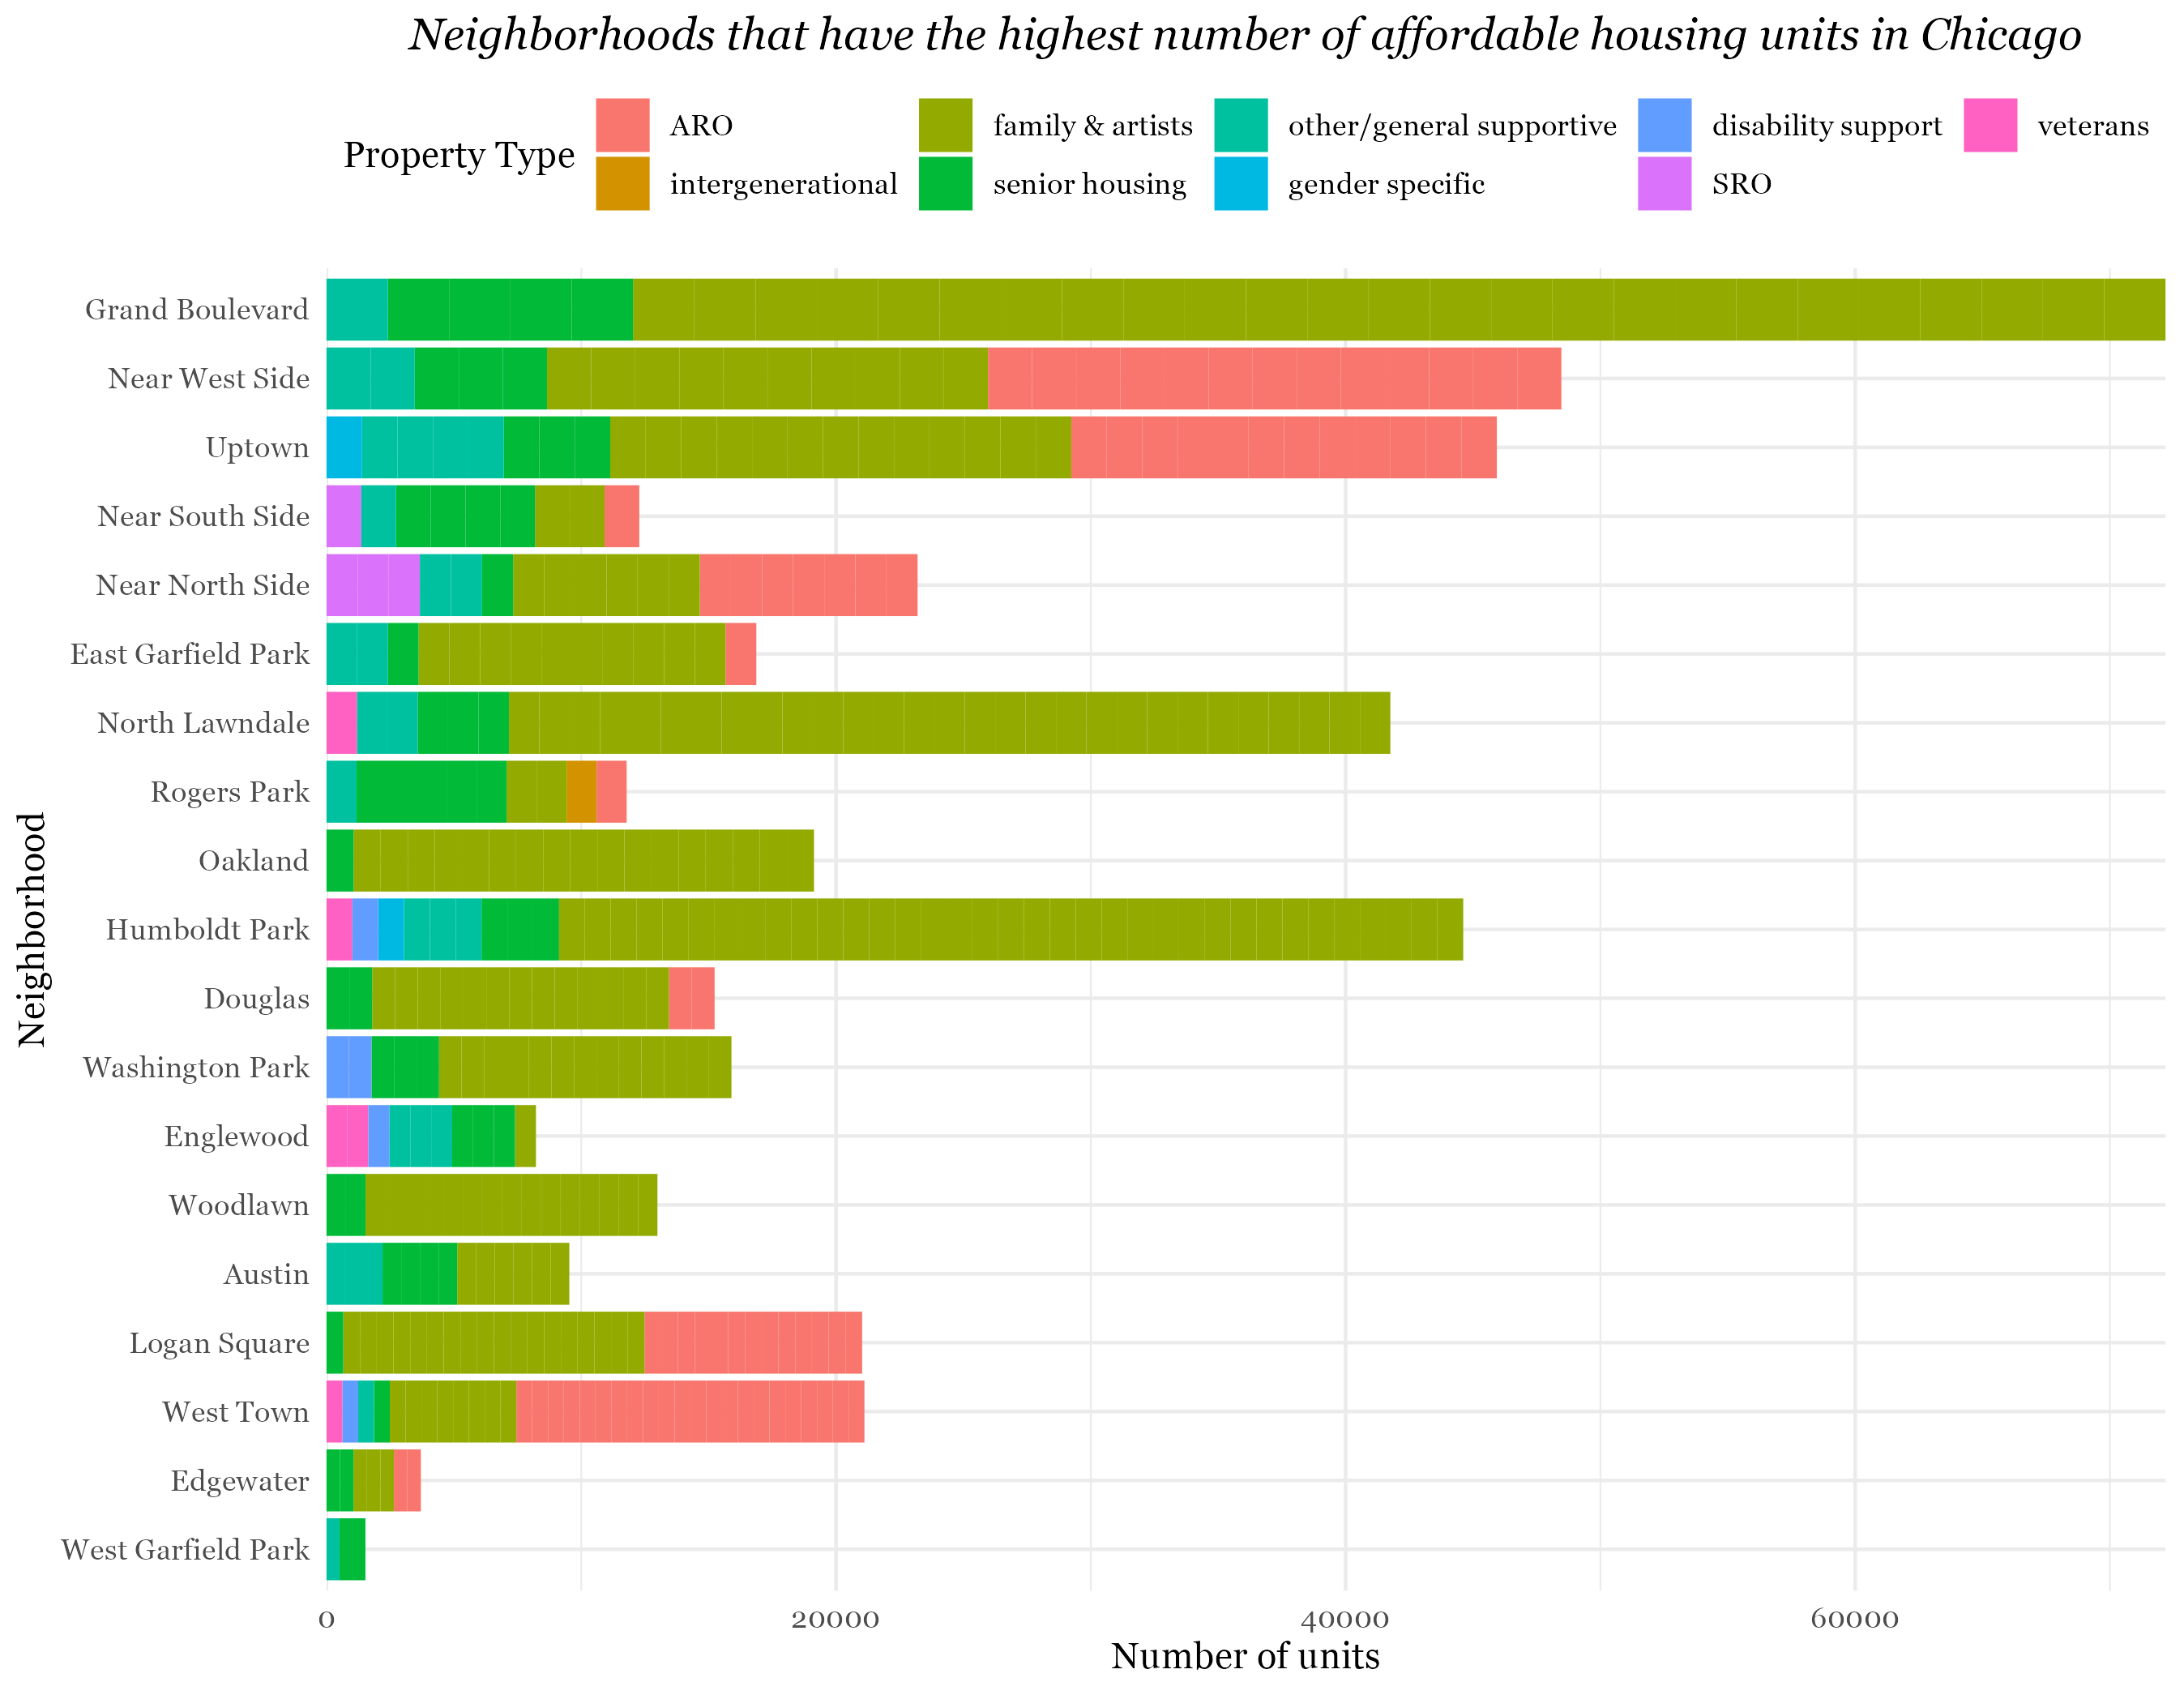 Neighborhoods that have the highest number of affordable housing units in Chicago
Property Type
ARO
family & artists
other/general supportive
disability support
veterans
intergenerational
senior housing
gender specific
SRO
Neighborhood
Grand Boulevard
Near West Side
Uptown
Near South Side
Near North Side
East Garfield Park
North Lawndale
Rogers Park
Oakland
Humboldt Park
Douglas
Washington Park
Englewood
Woodlawn
Austin
Logan Square
West Town
Edgewater
West Garfield Park
0 20000 40000 60000
Number of units